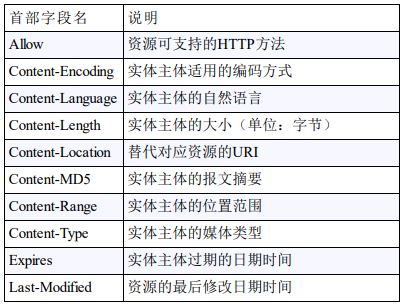 首部字段名 说明
Allow 资源可支持的HTTP方法
Content-Encoding 实体主体适用的编码方式
Content-Language 实体主体的自然语言
Content-Length 实体主体的大小（单位：字节）
Content-Location 替代对应资源的URI
Content-MD5 实体主体的报文摘要
Content-Range 实体主体的位置范围
Content-Type 实体主体的媒体类型
Expires 实体主体过期的日期时间
Last-Modified 资源的最后修改日期时间